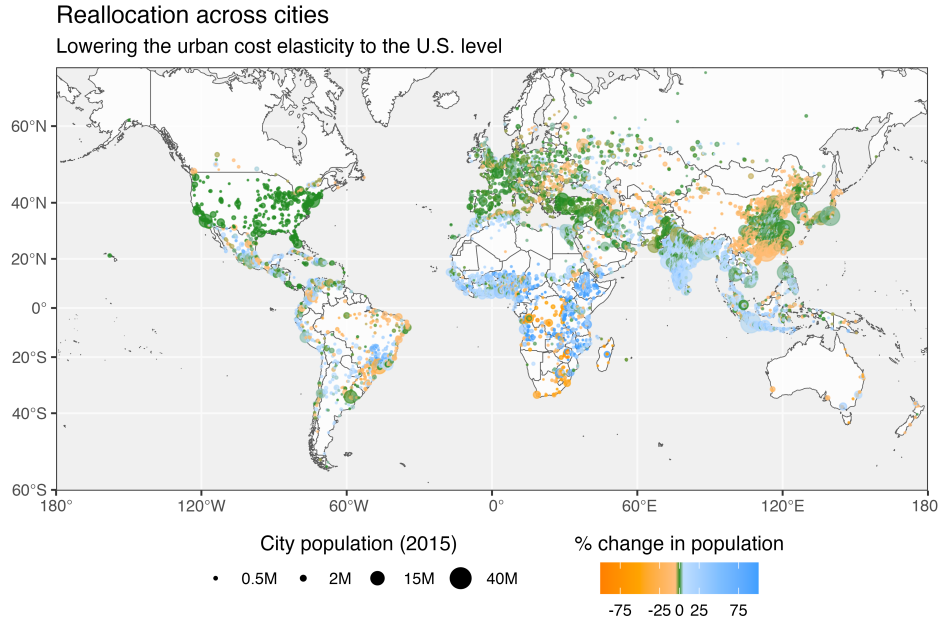 Reallocation across cities
Lowering the urban cost elasticity to the U.S. level
60°N
40°N
20°N
0°
20°S
40°S
60°S
180° 120°W 60°W 0° 60°E 120°E 180
City population (2015)
0.5M 2M 15M 40M
% change in population
-75 -25 0 25 75